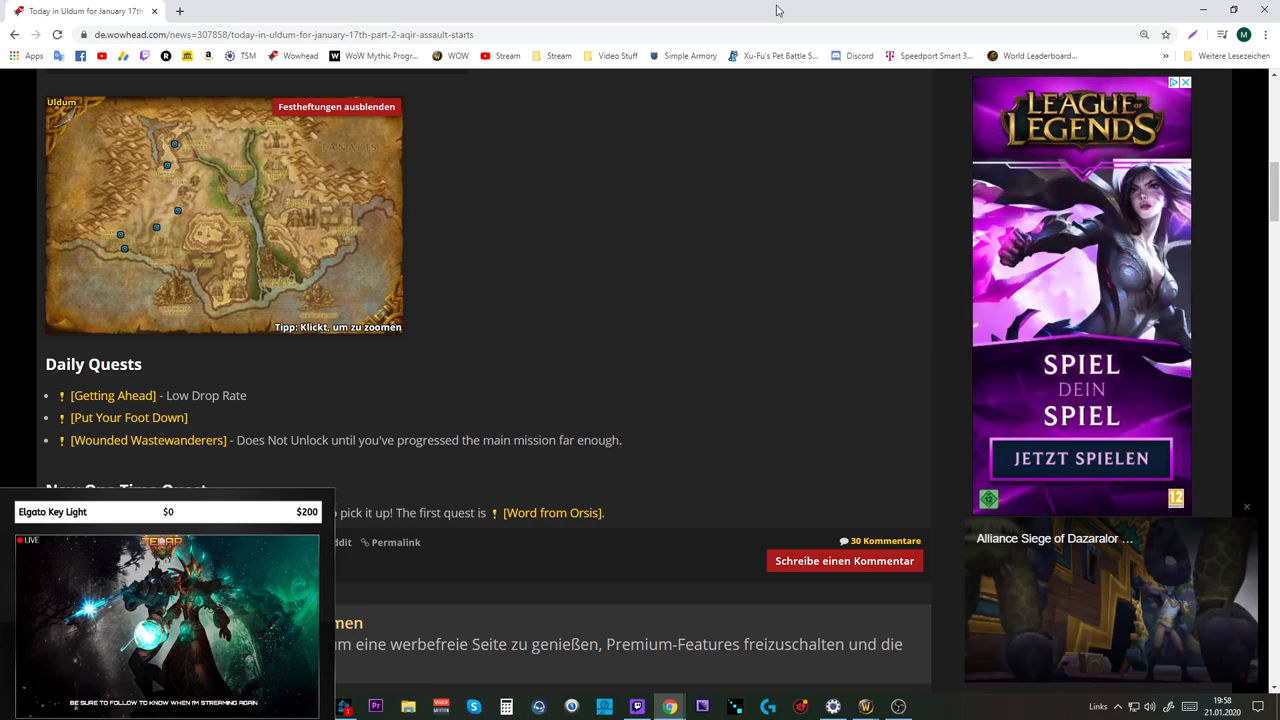 Today in Uldum for January 17th
de.wowhead.com/news=307858/today-in-uldum-for-january-17th-part-2-aqir-assault-starts
Apps TSM Wowhead WoW Mythic Progr... WOW Stream Stream Video Stuff Simple Armory Xu-Fu's Pet Battle S... Discord Speedport Smart 3... World Leaderboard... » Weitere Lesezeichen
Uldum
Festheftungen ausblenden
TANARIS
Tipp: Klickt, um zu zoomen
Daily Quests
[Getting Ahead] - Low Drop Rate
[Put Your Foot Down]
[Wounded Wastewanderers] - Does Not Unlock until you've progressed the main mission far enough.
pick it up! The first quest is [Word from Orsis].
ddit Permalink
30 Kommentare
Schreibe einen Kommentar
men
um eine werbefreie Seite zu genießen, Premium-Features freizuschalten und die
LEAGUE OF
LEGENDS
SPIEL
DEIN
SPIEL
JETZT SPIELEN
12
12
Alliance Siege of Dazaralor ...
Elgato Key Light $0 $200
LIVE
BE SURE TO FOLLOW TO KNOW WHEN I'M STREAMING AGAIN
Links
19:58
21.01.2020